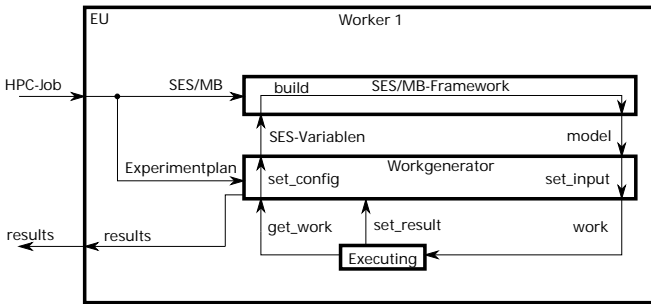 EU
Worker 1
HPC-Job
SES/MB
build
SES/MB-Framework
SES-Variablen
model
Experimentplan
Workgenerator
set_config
set_input
results
results
get_work
set_result
work
Executing